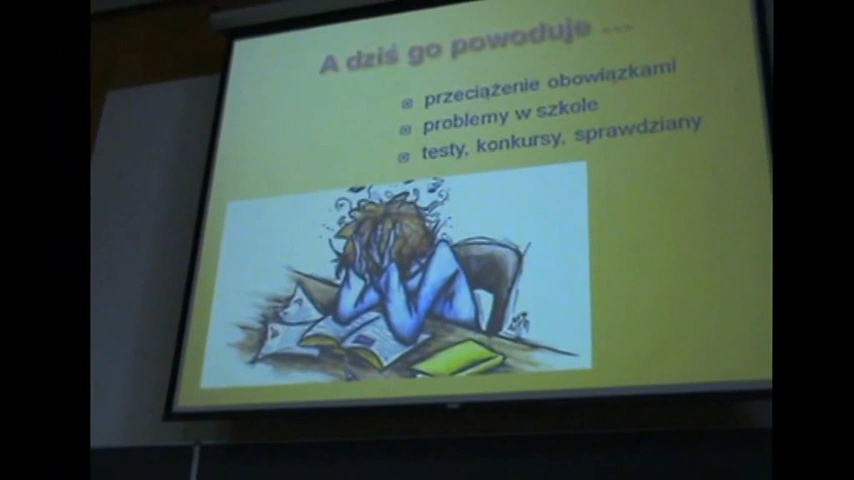 A dziś go powoduje ...
przeciążenie obowiązkami
problemy w szkole
testy, konkursy, sprawdziany